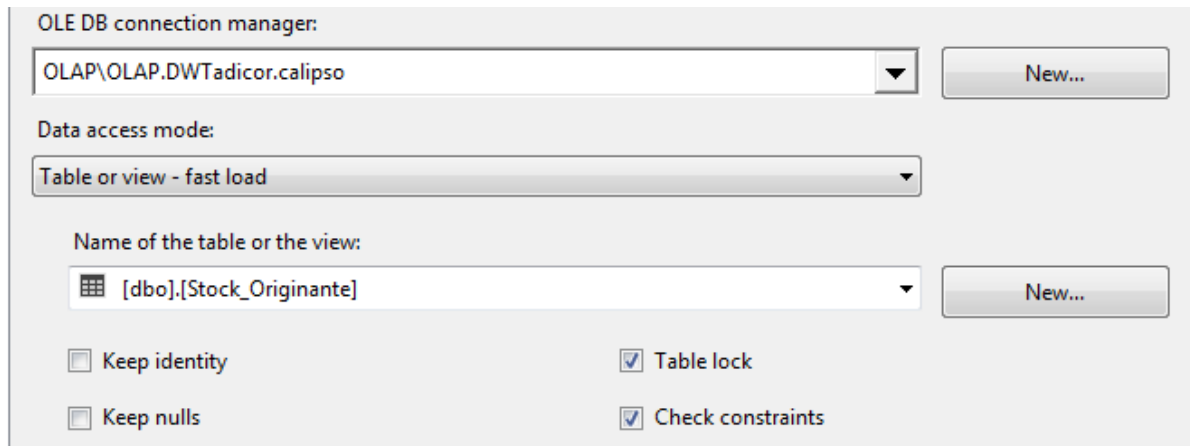 OLE DB connection manager:
OLAP\OLAP.DWTadicor.calipso
New...
Data access mode:
Table or view - fast load
Name of the table or the view:
[dbo].[Stock_Originante]
New...
Keep identity
Table lock
Keep nulls
Check constraints